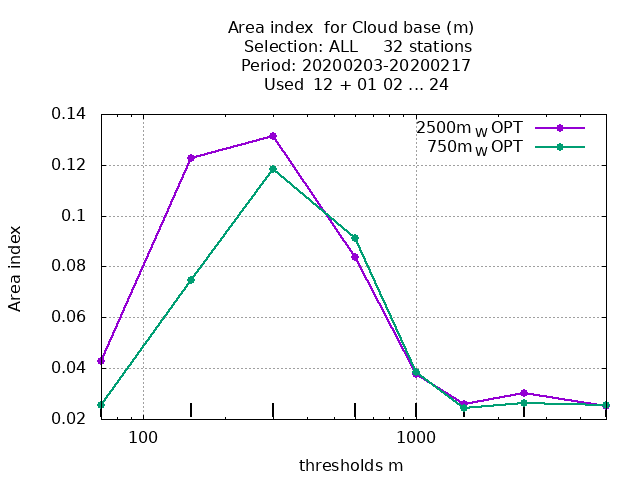 Area index  for Cloud base (m)
Selection: ALL     32 stations
Period: 20200203-20200217
Used  12 + 01 02 ... 24
0.14
0.12
0.1
0.08
0.06
0.04
0.02
Area index
2500m W OPT
750m W OPT
100
1000
thresholds m